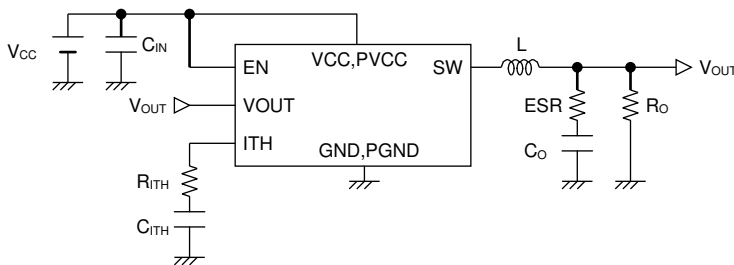 VCC
CIN
EN
VCC,PVCC
SW
L
VOUT
VOUT
VOUT
ESR
RO
ITH
GND,PGND
CO
RITH
CITH